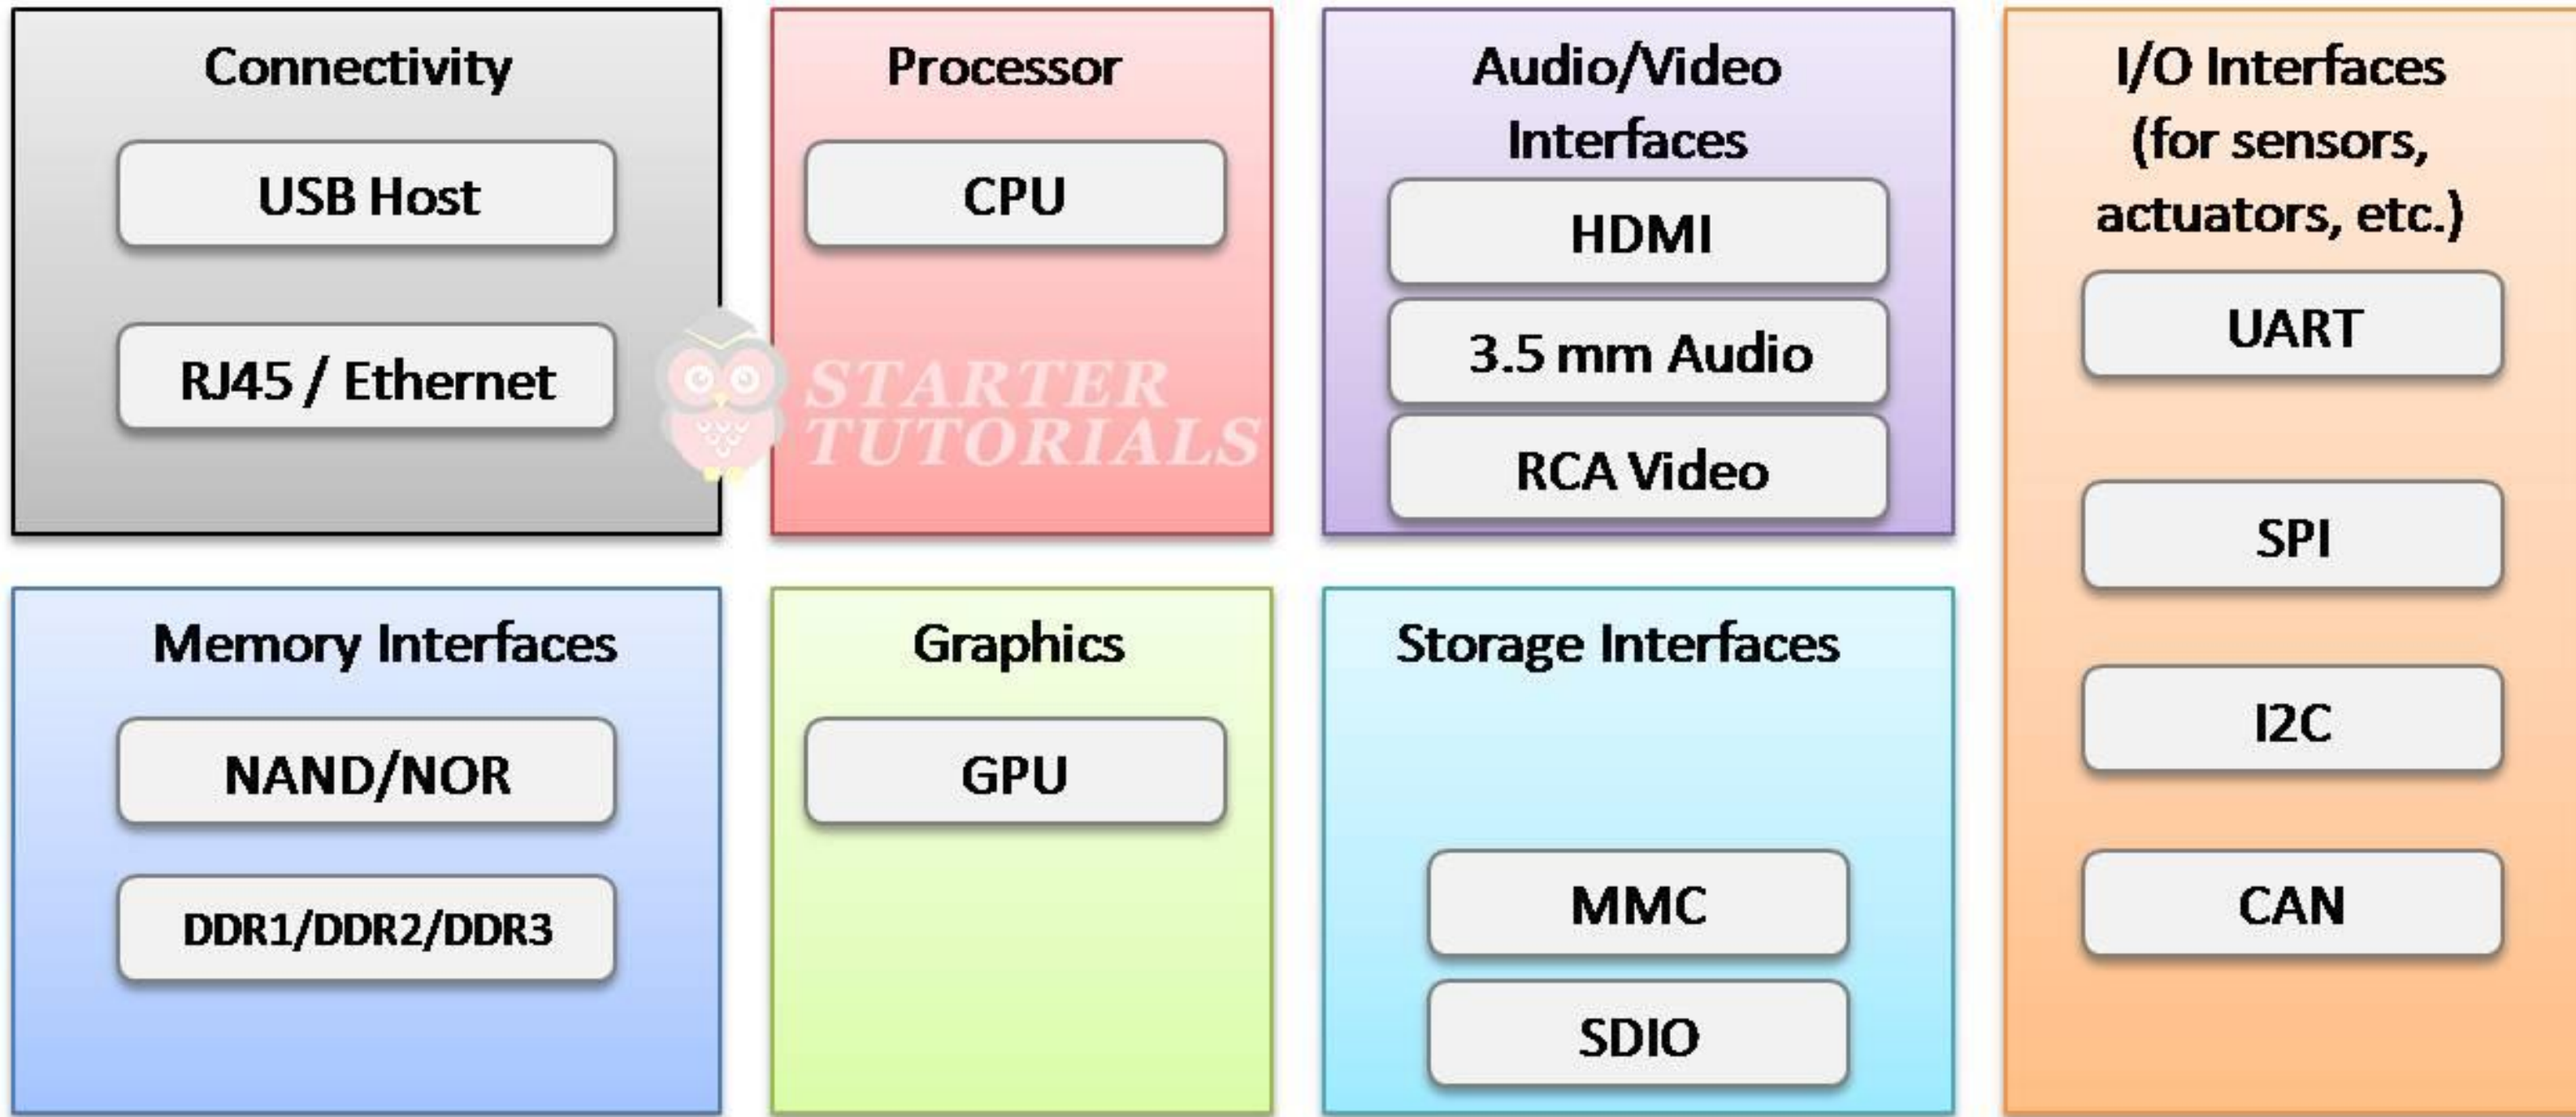 Connectivity
USB Host
RJ45 / Ethernet
Processor
CPU
STARTER
TUTORIALS
Audio/Video
Interfaces
HDMI
3.5 mm Audio
RCA Video
I/O Interfaces
(for sensors,
actuators, etc.)
UART
SPI
I2C
CAN
Memory Interfaces
NAND/NOR
DDR1/DDR2/DDR3
Graphics
GPU
Storage Interfaces
MMC
SDIO